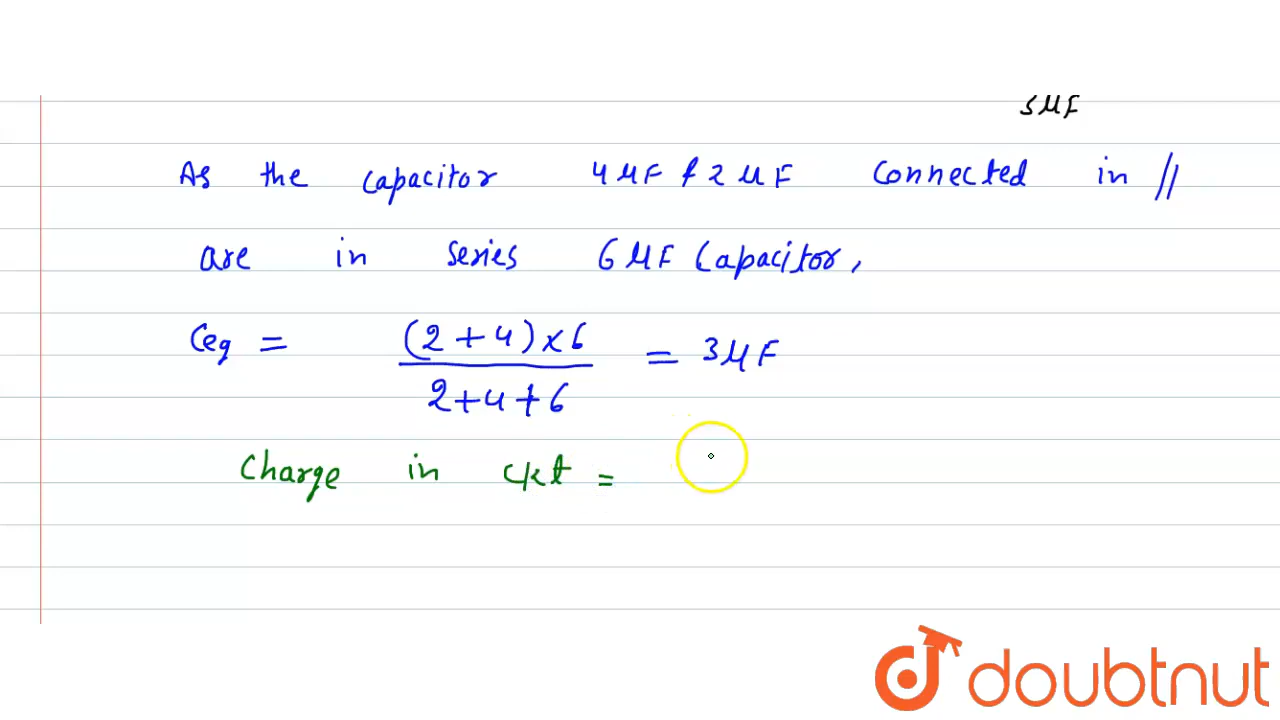 5μF
As the capacitor 4μF & 2μF connected in //
are in series 6μF Capacitor,
Ceq = (2+4)×6 / 2+4+6 = 3μF
Charge in ckt =
doubtnut